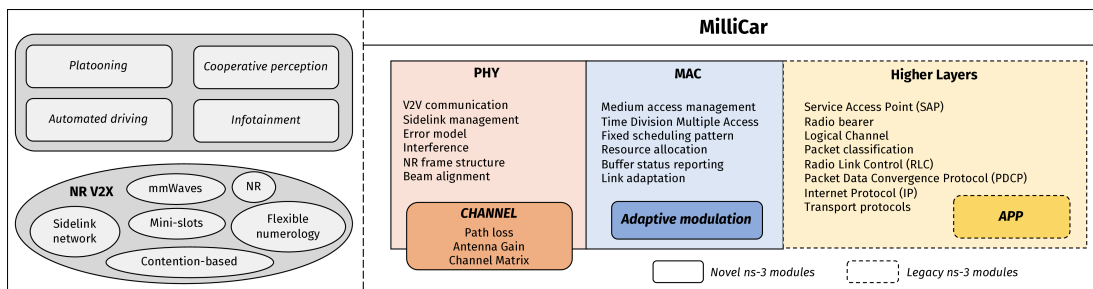 MilliCar
Platooning
Cooperative perception
Automated driving
Infotainment
NR V2X
mmWaves
NR
Sidelink
network
Mini-slots
Flexible
numerology
Contention-based
PHY
V2V communication
Sidelink management
Error model
Interference
NR frame structure
Beam alignment
CHANNEL
Path loss
Antenna Gain
Channel Matrix
MAC
Medium access management
Time Division Multiple Access
Fixed scheduling pattern
Resource allocation
Buffer status reporting
Link adaptation
Adaptive modulation
Higher Layers
Service Access Point (SAP)
Radio bearer
Logical Channel
Packet classification
Radio Link Control (RLC)
Packet Data Convergence Protocol (PDCP)
Internet Protocol (IP)
Transport protocols
APP
Novel ns-3 modules
Legacy ns-3 modules